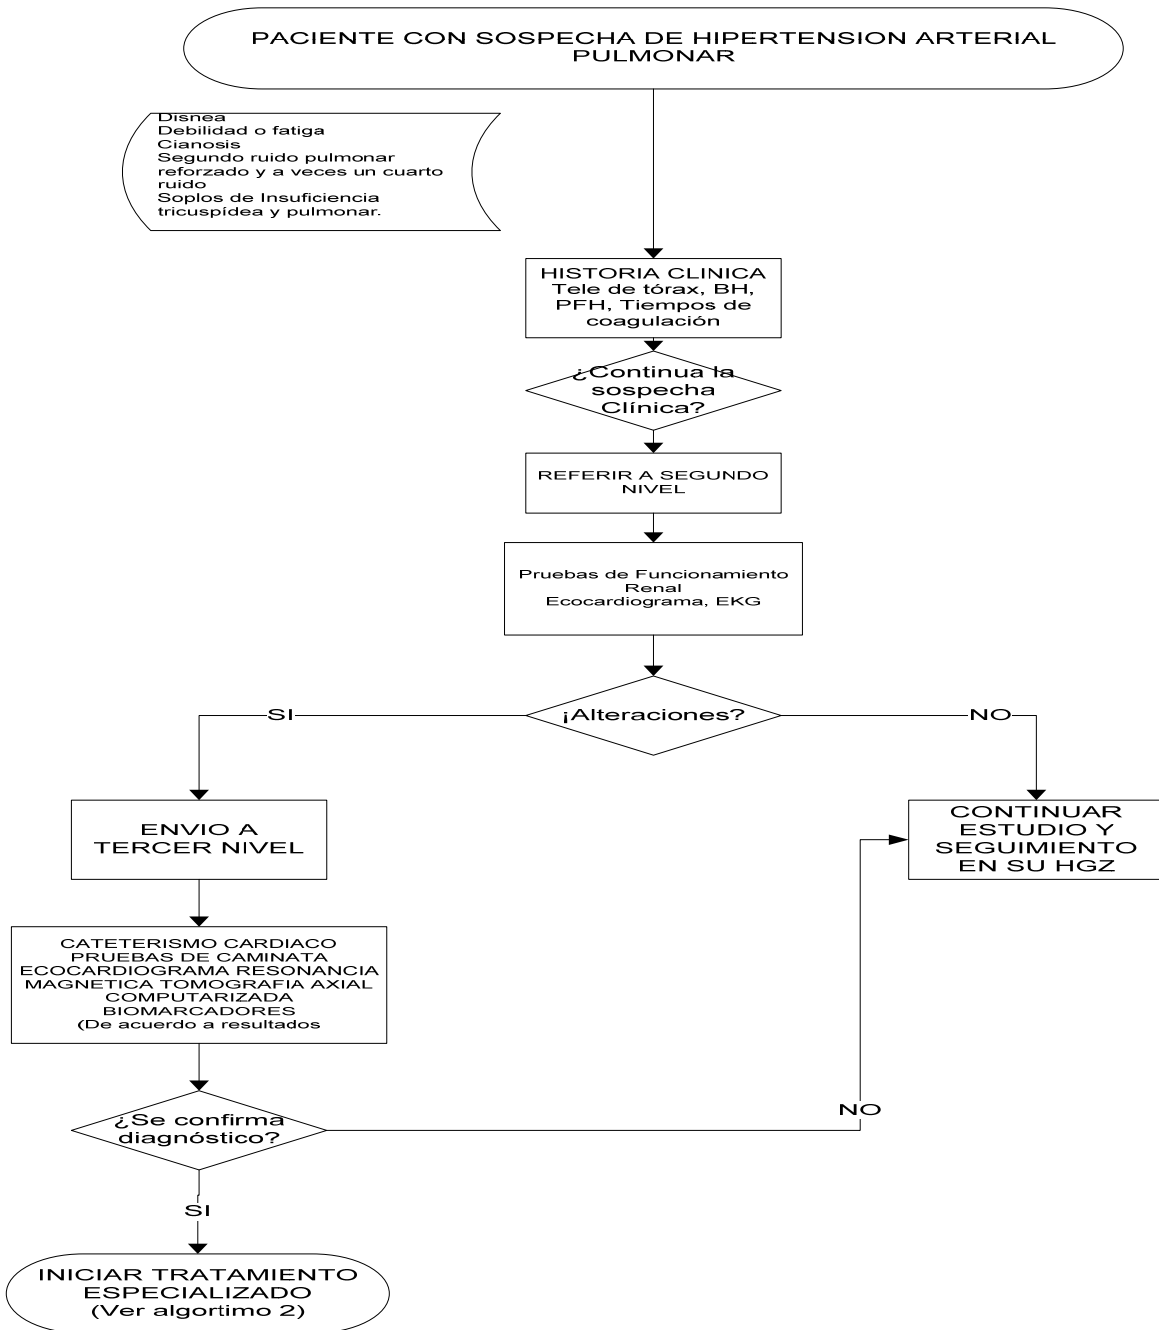 PACIENTE CON SOSPECHA DE HIPERTENSION ARTERIAL
PULMONAR
Disnea
Debilidad o fatiga
Cianosis
Segundo ruido pulmonar
reforzado y a veces un cuarto
ruido
Soplos de Insuficiencia
tricuspídea y pulmonar.
HISTORIA CLINICA
Tele de tórax, BH,
PFH, Tiempos de
coagulación
¿Continua la
sospecha
Clínica?
REFERIR A SEGUNDO
NIVEL
Pruebas de Funcionamiento
Renal
Ecocardiograma, EKG
¡Alteraciones?
SI
NO
ENVIO A
TERCER NIVEL
CONTINUAR
ESTUDIO Y
SEGUIMIENTO
EN SU HGZ
CATETERISMO CARDIACO
PRUEBAS DE CAMINATA
ECOCARDIOGRAMA RESONANCIA
MAGNETICA TOMOGRAFIA AXIAL
COMPUTARIZADA
BIOMARCADORES
(De acuerdo a resultados
¿Se confirma
diagnóstico?
NO
SI
INICIAR TRATAMIENTO
ESPECIALIZADO
(Ver algortimo 2)